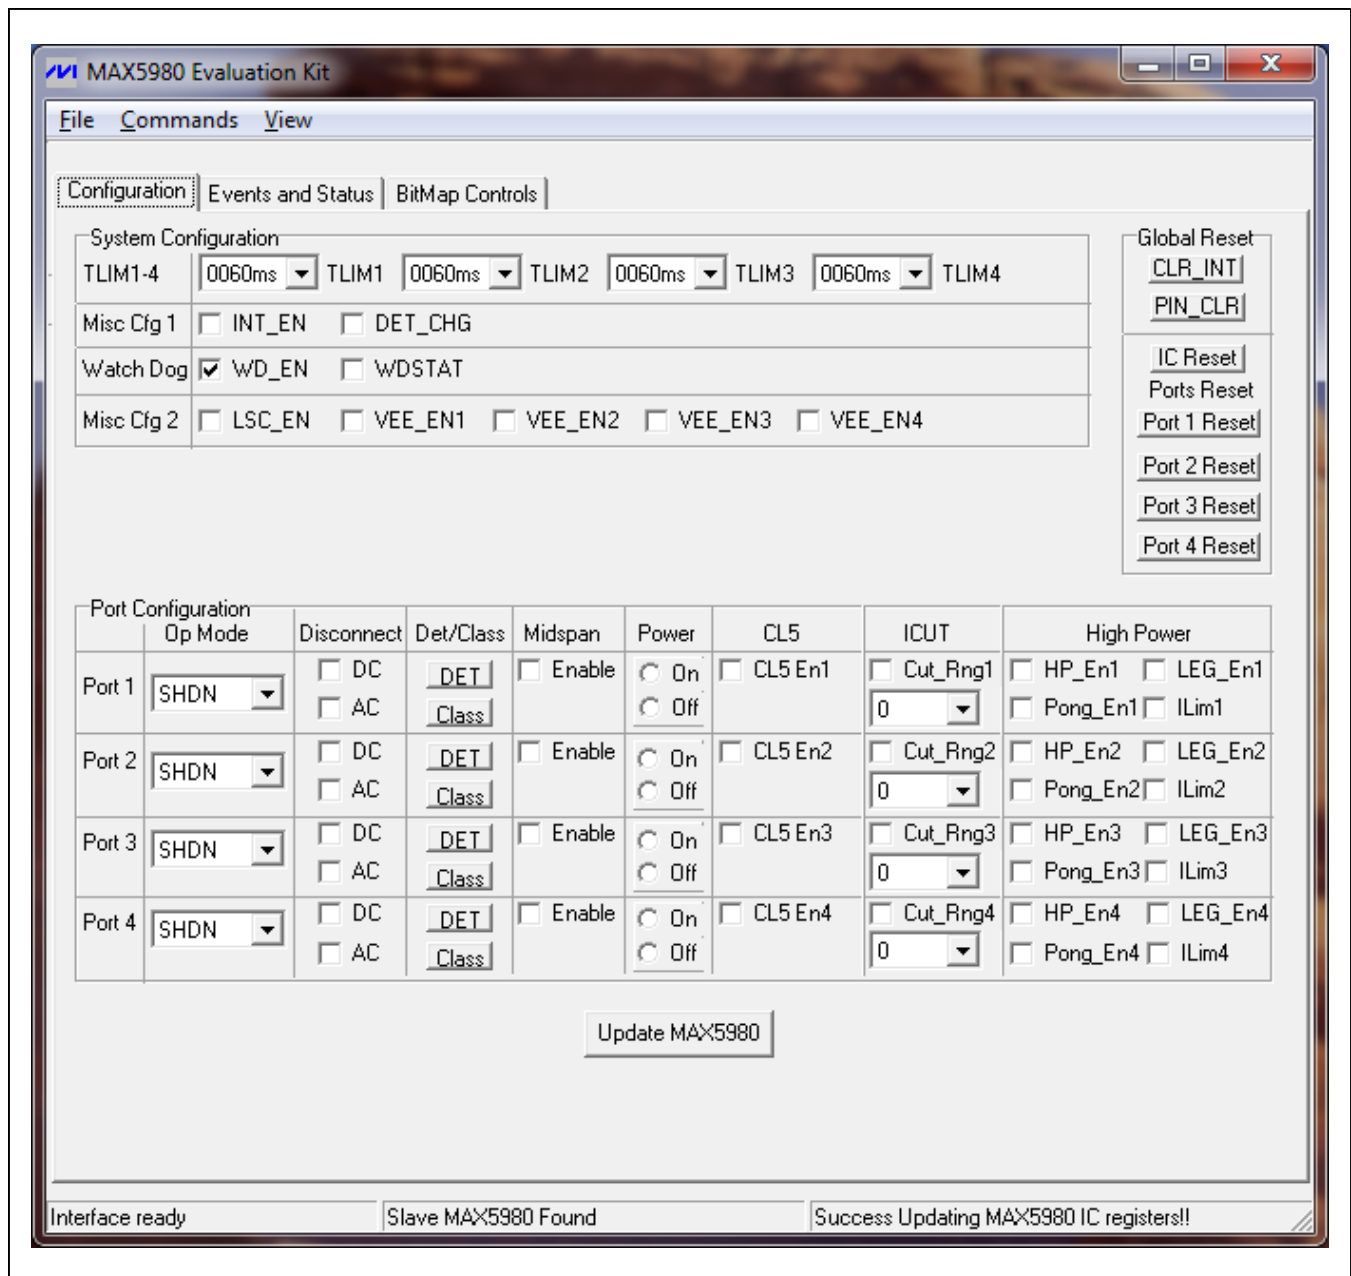 MAX5980 Evaluation Kit
File Commands View
Configuration Events and Status BitMap Controls
System Configuration
TLIM1-4 0060ms TLIM1 0060ms TLIM2 0060ms TLIM3 0060ms TLIM4
Misc Cfg 1 INT_EN DET_CHG
Watch Dog WD_EN WDSTAT
Misc Cfg 2 LSC_EN VEE_EN1 VEE_EN2 VEE_EN3 VEE_EN4
Global Reset
CLR_INT
PIN_CLR
IC Reset
Ports Reset
Port 1 Reset
Port 2 Reset
Port 3 Reset
Port 4 Reset
Port Configuration
Op Mode Disconnect Det/Class Midspan Power CL5 ICUT High Power
Port 1 SHDN DC DET Enable On CL5 En1 Cut_Rng1 HP_En1 LEG_En1
AC Class Off 0 Pong_En1 ILim1
Port 2 SHDN DC DET Enable On CL5 En2 Cut_Rng2 HP_En2 LEG_En2
AC Class Off 0 Pong_En2 ILim2
Port 3 SHDN DC DET Enable On CL5 En3 Cut_Rng3 HP_En3 LEG_En3
AC Class Off 0 Pong_En3 ILim3
Port 4 SHDN DC DET Enable On CL5 En4 Cut_Rng4 HP_En4 LEG_En4
AC Class Off 0 Pong_En4 ILim4
Update MAX5980
Interface ready Slave MAX5980 Found Success Updating MAX5980 IC registers!!